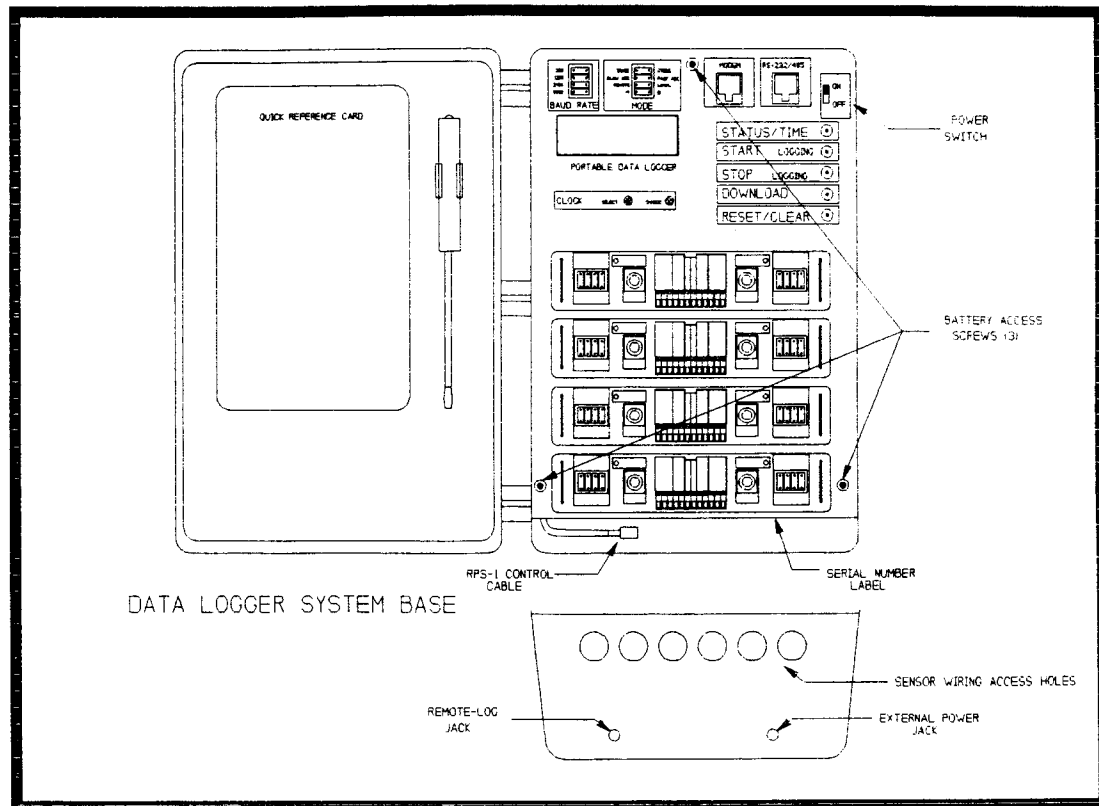 QUICK REFERENCE CARD
BAUD RATE
MODE
MODEM
RS-232/485
ON
OFF
POWER
SWITCH
PORTABLE DATA LOGGER
CLOCK
STATUS/TIME
START LOGGING
STOP LOGGING
DOWNLOAD
RESET/CLEAR
BATTERY ACCESS
SCREWS (3)
RPS-1 CONTROL
CABLE
SERIAL NUMBER
LABEL
DATA LOGGER SYSTEM BASE
SENSOR WIRING ACCESS HOLES
REMOTE-LOG
JACK
EXTERNAL POWER
JACK